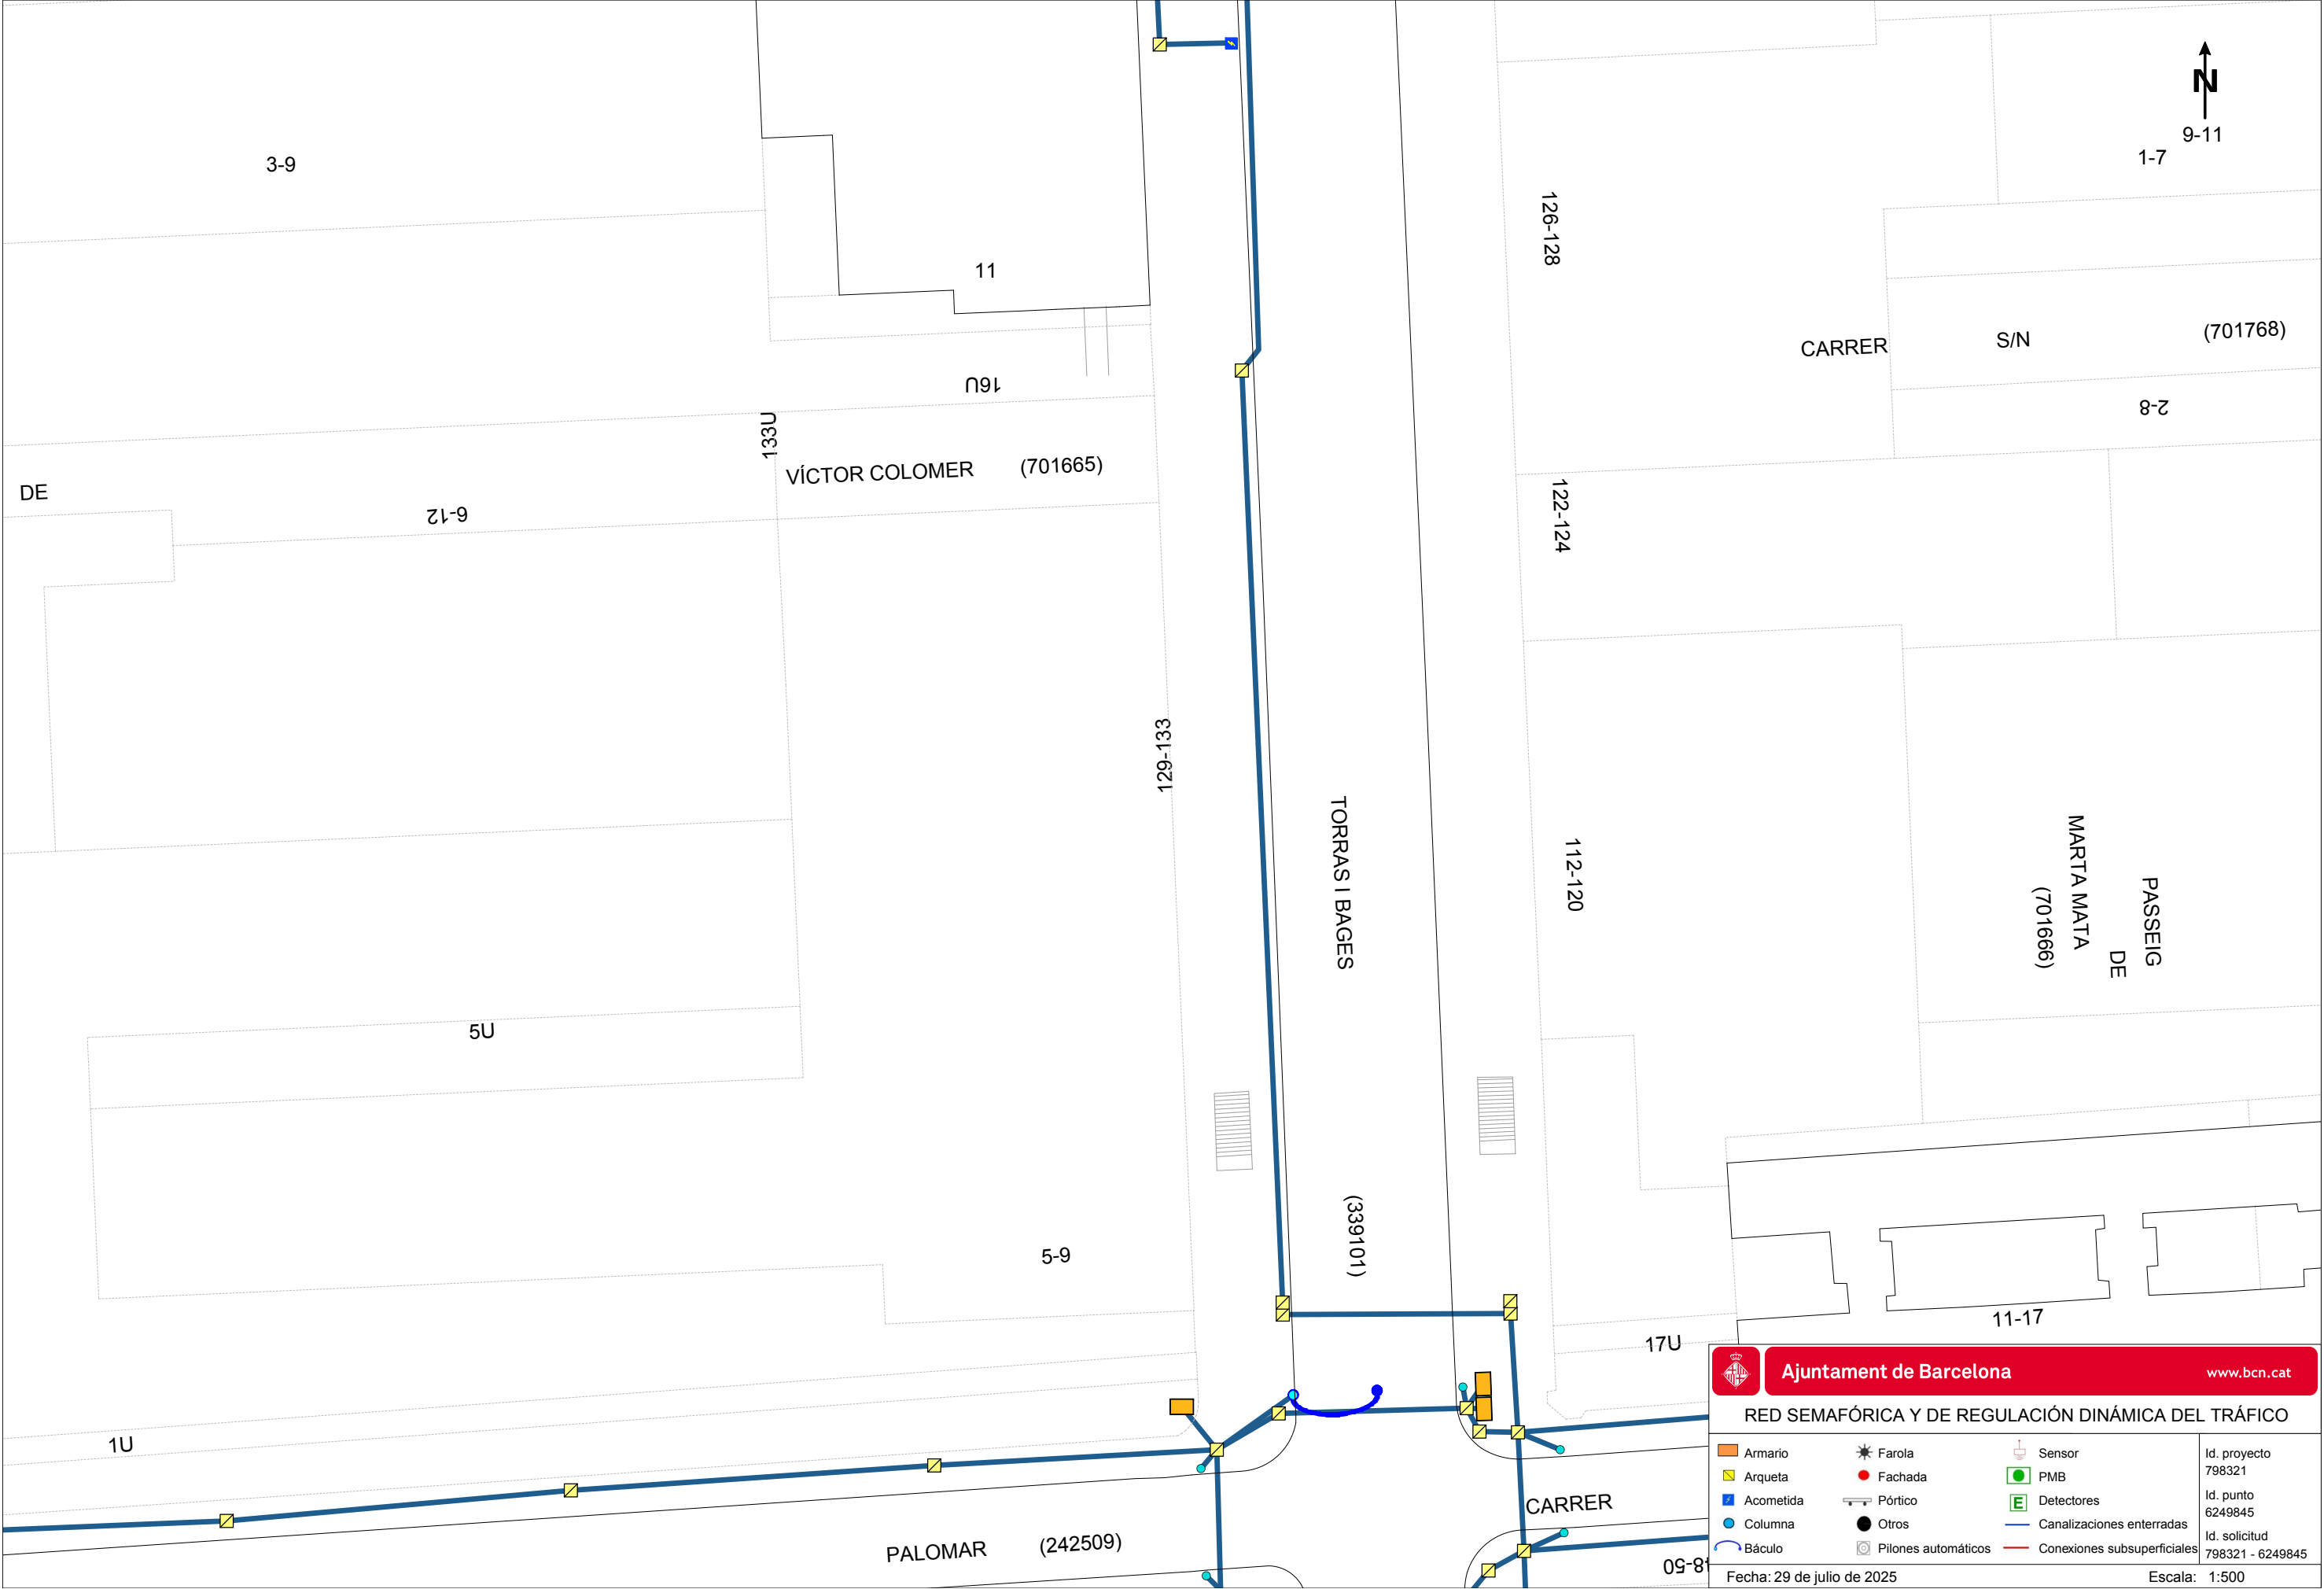 N
9-11
1-7
3-9
126-128
11
CARRER
S/N
(701768)
16U
2-8
133U
VÍCTOR COLOMER
(701665)
DE
6-12
122-124
129-133
TORRAS I BAGES
(339101)
112-120
PASSEIG
DE
MARTA MATA
(701666)
5U
5-9
11-17
17U
1U
CARRER
PALOMAR
(242509)
48-50
Ajuntament de Barcelona
www.bcn.cat
RED SEMAFÓRICA Y DE REGULACIÓN DINÁMICA DEL TRÁFICO
Armario
Arqueta
Acometida
Columna
Báculo
Farola
Fachada
Pórtico
Otros
Pilones automáticos
Sensor
PMB
E
Detectores
Canalizaciones enterradas
Conexiones subsuperficiales
Id. proyecto
798321
Id. punto
6249845
Id. solicitud
798321 - 6249845
Fecha: 29 de julio de 2025
Escala: 1:500